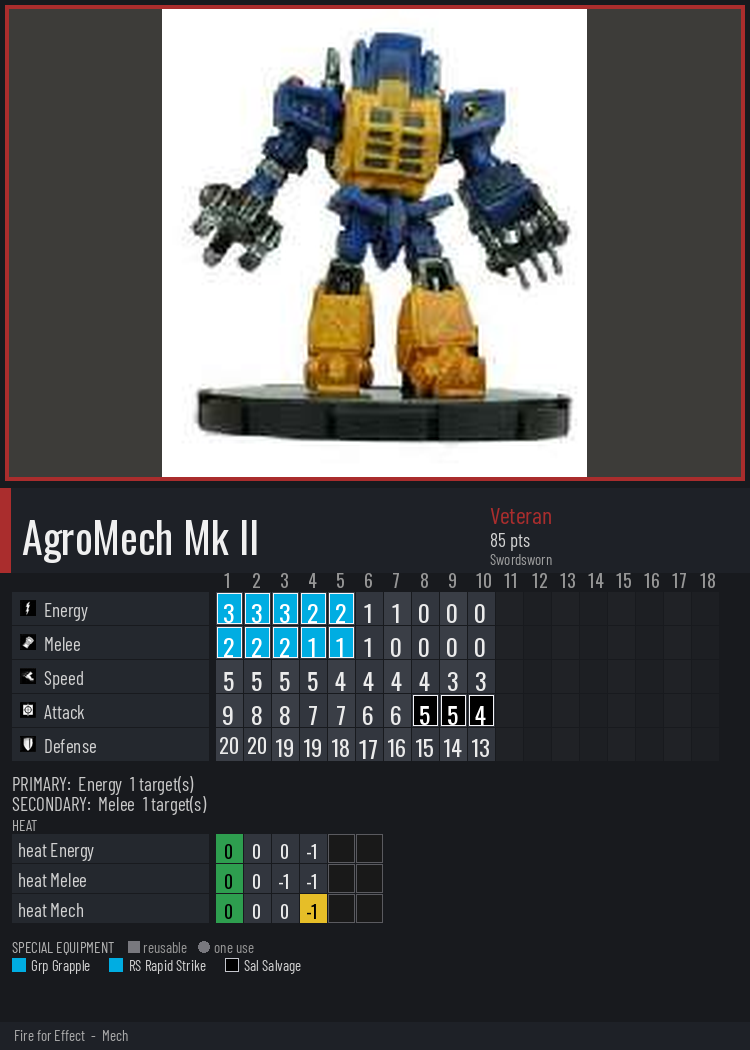 AgroMech Mk II
Veteran
85 pts
Swordsworn
1 2 3 4 5 6 7 8 9 10 11 12 13 14 15 16 17 18
Energy 3 3 3 2 2 1 1 0 0 0
Melee 2 2 2 1 1 1 0 0 0 0
Speed 5 5 5 5 4 4 4 4 3 3
Attack 9 8 8 7 7 6 6 5 5 4
Defense 20 20 19 19 18 17 16 15 14 13
PRIMARY: Energy 1 target(s)
SECONDARY: Melee 1 target(s)
HEAT
heat Energy 0 0 0 -1
heat Melee 0 0 -1 -1
heat Mech 0 0 0 -1
SPECIAL EQUIPMENT reusable one use
Grp Grapple RS Rapid Strike Sal Salvage
Fire for Effect - Mech